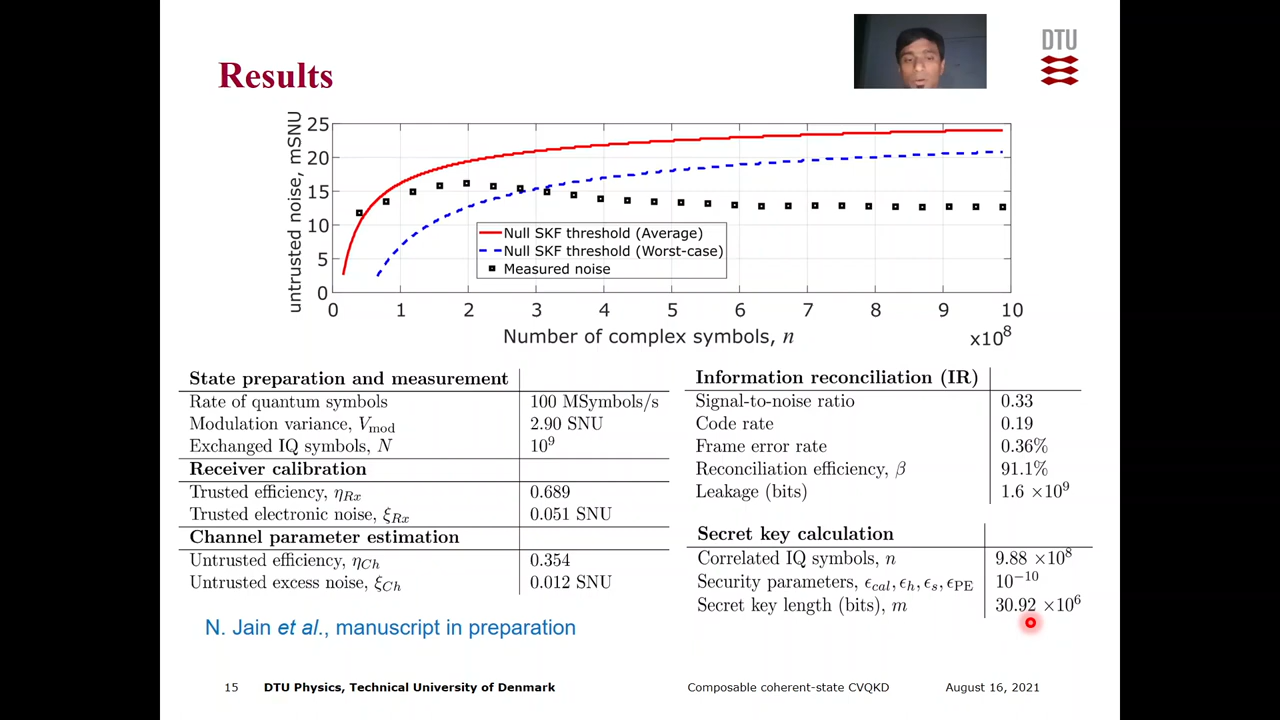 DTU
Results
untrusted noise, mSNU
25
20
15
10
5
0
Null SKF threshold (Average)
Null SKF threshold (Worst-case)
Measured noise
0 1 2 3 4 5 6 7 8 9 10
Number of complex symbols, n
x10⁸
State preparation and measurement
Rate of quantum symbols 100 MSymbols/s
Modulation variance, V_mod 2.90 SNU
Exchanged IQ symbols, N 10⁹
Receiver calibration
Trusted efficiency, η_Rx 0.689
Trusted electronic noise, ξ_Rx 0.051 SNU
Channel parameter estimation
Untrusted efficiency, η_Ch 0.354
Untrusted excess noise, ξ_Ch 0.012 SNU
Information reconciliation (IR)
Signal-to-noise ratio 0.33
Code rate 0.19
Frame error rate 0.36%
Reconciliation efficiency, β 91.1%
Leakage (bits) 1.6 ×10⁹
Secret key calculation
Correlated IQ symbols, n 9.88 ×10⁸
Security parameters, ϵ_cal, ϵ_h, ϵ_s, ϵ_PE 10⁻¹⁰
Secret key length (bits), m 30.92 ×10⁶
N. Jain et al., manuscript in preparation
15 DTU Physics, Technical University of Denmark Composable coherent-state CVQKD August 16, 2021